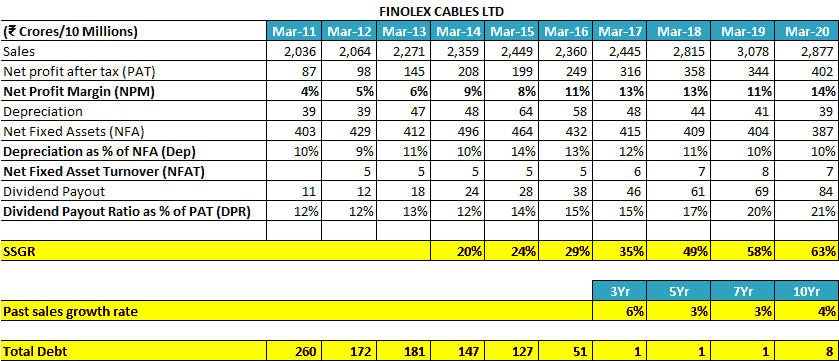 FINOLEX CABLES LTD
(₹ Crores/10 Millions) Mar-11 Mar-12 Mar-13 Mar-14 Mar-15 Mar-16 Mar-17 Mar-18 Mar-19 Mar-20
Sales 2,036 2,064 2,271 2,359 2,449 2,360 2,445 2,815 3,078 2,877
Net profit after tax (PAT) 87 98 145 208 199 249 316 358 344 402
Net Profit Margin (NPM) 4% 5% 6% 9% 8% 11% 13% 13% 11% 14%
Depreciation 39 39 47 48 64 58 48 44 41 39
Net Fixed Assets (NFA) 403 429 412 496 464 432 415 409 404 387
Depreciation as % of NFA (Dep) 10% 9% 11% 10% 14% 13% 12% 11% 10% 10%
Net Fixed Asset Turnover (NFAT) 5 5 5 5 5 6 7 8 7
Dividend Payout 11 12 18 24 28 38 46 61 69 84
Dividend Payout Ratio as % of PAT (DPR) 12% 12% 13% 12% 14% 15% 15% 17% 20% 21%
SSGR 20% 24% 29% 35% 49% 58% 63%
3Yr 5Yr 7Yr 10Yr
Past sales growth rate 6% 3% 3% 4%
Total Debt 260 172 181 147 127 51 1 1 1 8